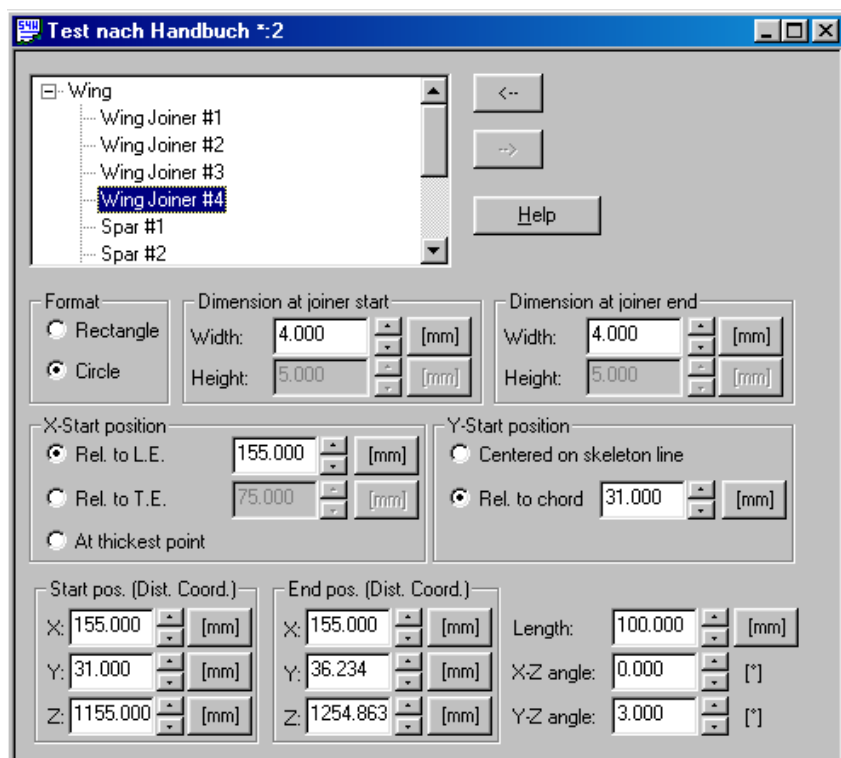 Test nach Handbuch *:2
Wing
Wing Joiner #1
Wing Joiner #2
Wing Joiner #3
Wing Joiner #4
Spar #1
Spar #2
<--
-->
Help
Format
Rectangle
Circle
Dimension at joiner start
Width: 4.000 [mm]
Height: 5.000 [mm]
Dimension at joiner end
Width: 4.000 [mm]
Height: 5.000 [mm]
X-Start position
Rel. to L.E. 155.000 [mm]
Rel. to T.E. 75.000 [mm]
At thickest point
Y-Start position
Centered on skeleton line
Rel. to chord 31.000 [mm]
Start pos. (Dist. Coord.)
X: 155.000 [mm]
Y: 31.000 [mm]
Z: 1155.000 [mm]
End pos. (Dist. Coord.)
X: 155.000 [mm]
Y: 36.234 [mm]
Z: 1254.863 [mm]
Length: 100.000 [mm]
X-Z angle: 0.000 [°]
Y-Z angle: 3.000 [°]